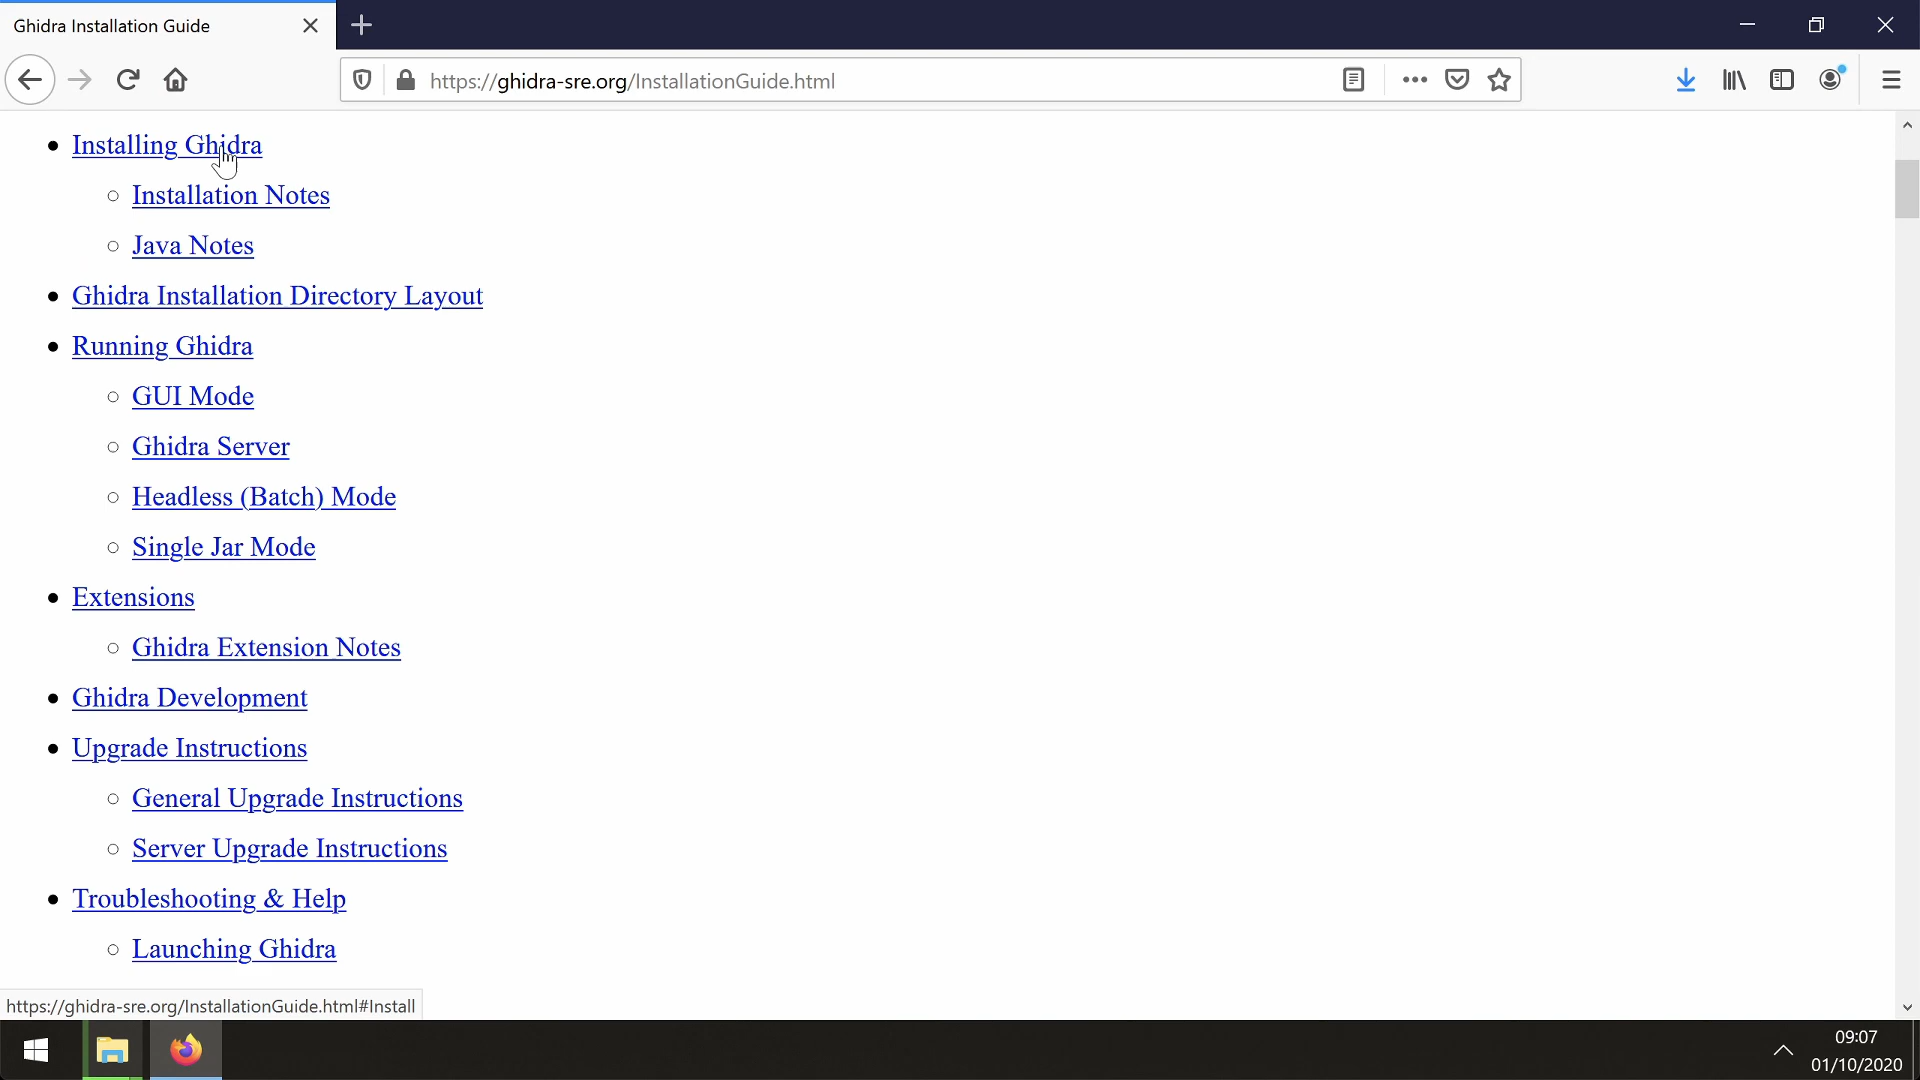 Ghidra Installation Guide
https://ghidra-sre.org/InstallationGuide.html
Installing Ghidra
Installation Notes
Java Notes
Ghidra Installation Directory Layout
Running Ghidra
GUI Mode
Ghidra Server
Headless (Batch) Mode
Single Jar Mode
Extensions
Ghidra Extension Notes
Ghidra Development
Upgrade Instructions
General Upgrade Instructions
Server Upgrade Instructions
Troubleshooting & Help
Launching Ghidra
https://ghidra-sre.org/InstallationGuide.html#Install
09:07
01/10/2020